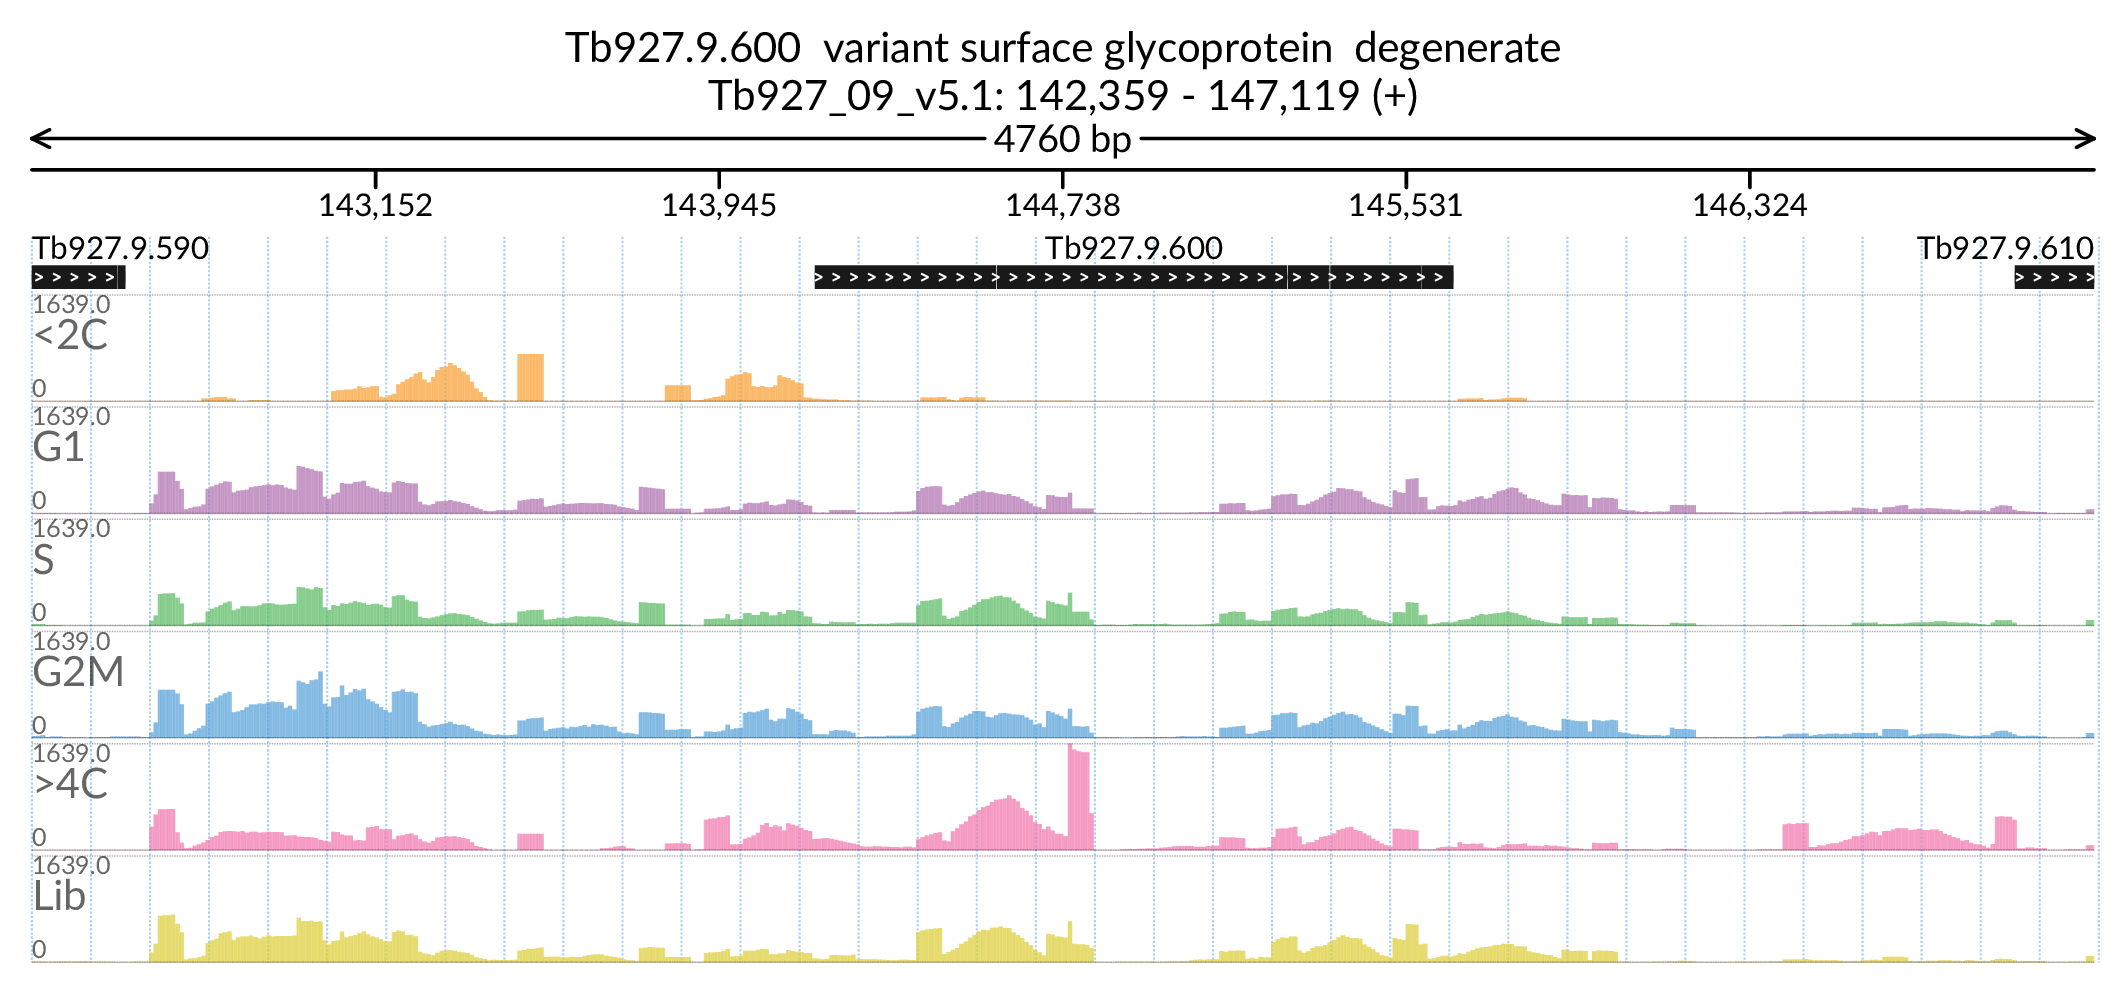 Tb927.9.600  variant surface glycoprotein  degenerate
Tb927_09_v5.1: 142,359 - 147,119 (+)
4760 bp
143,152 143,945 144,738 145,531 146,324
Tb927.9.590 Tb927.9.600 Tb927.9.610
1639.0
<2C
0
1639.0
G1
0
1639.0
S
0
1639.0
G2M
0
1639.0
>4C
0
1639.0
Lib
0